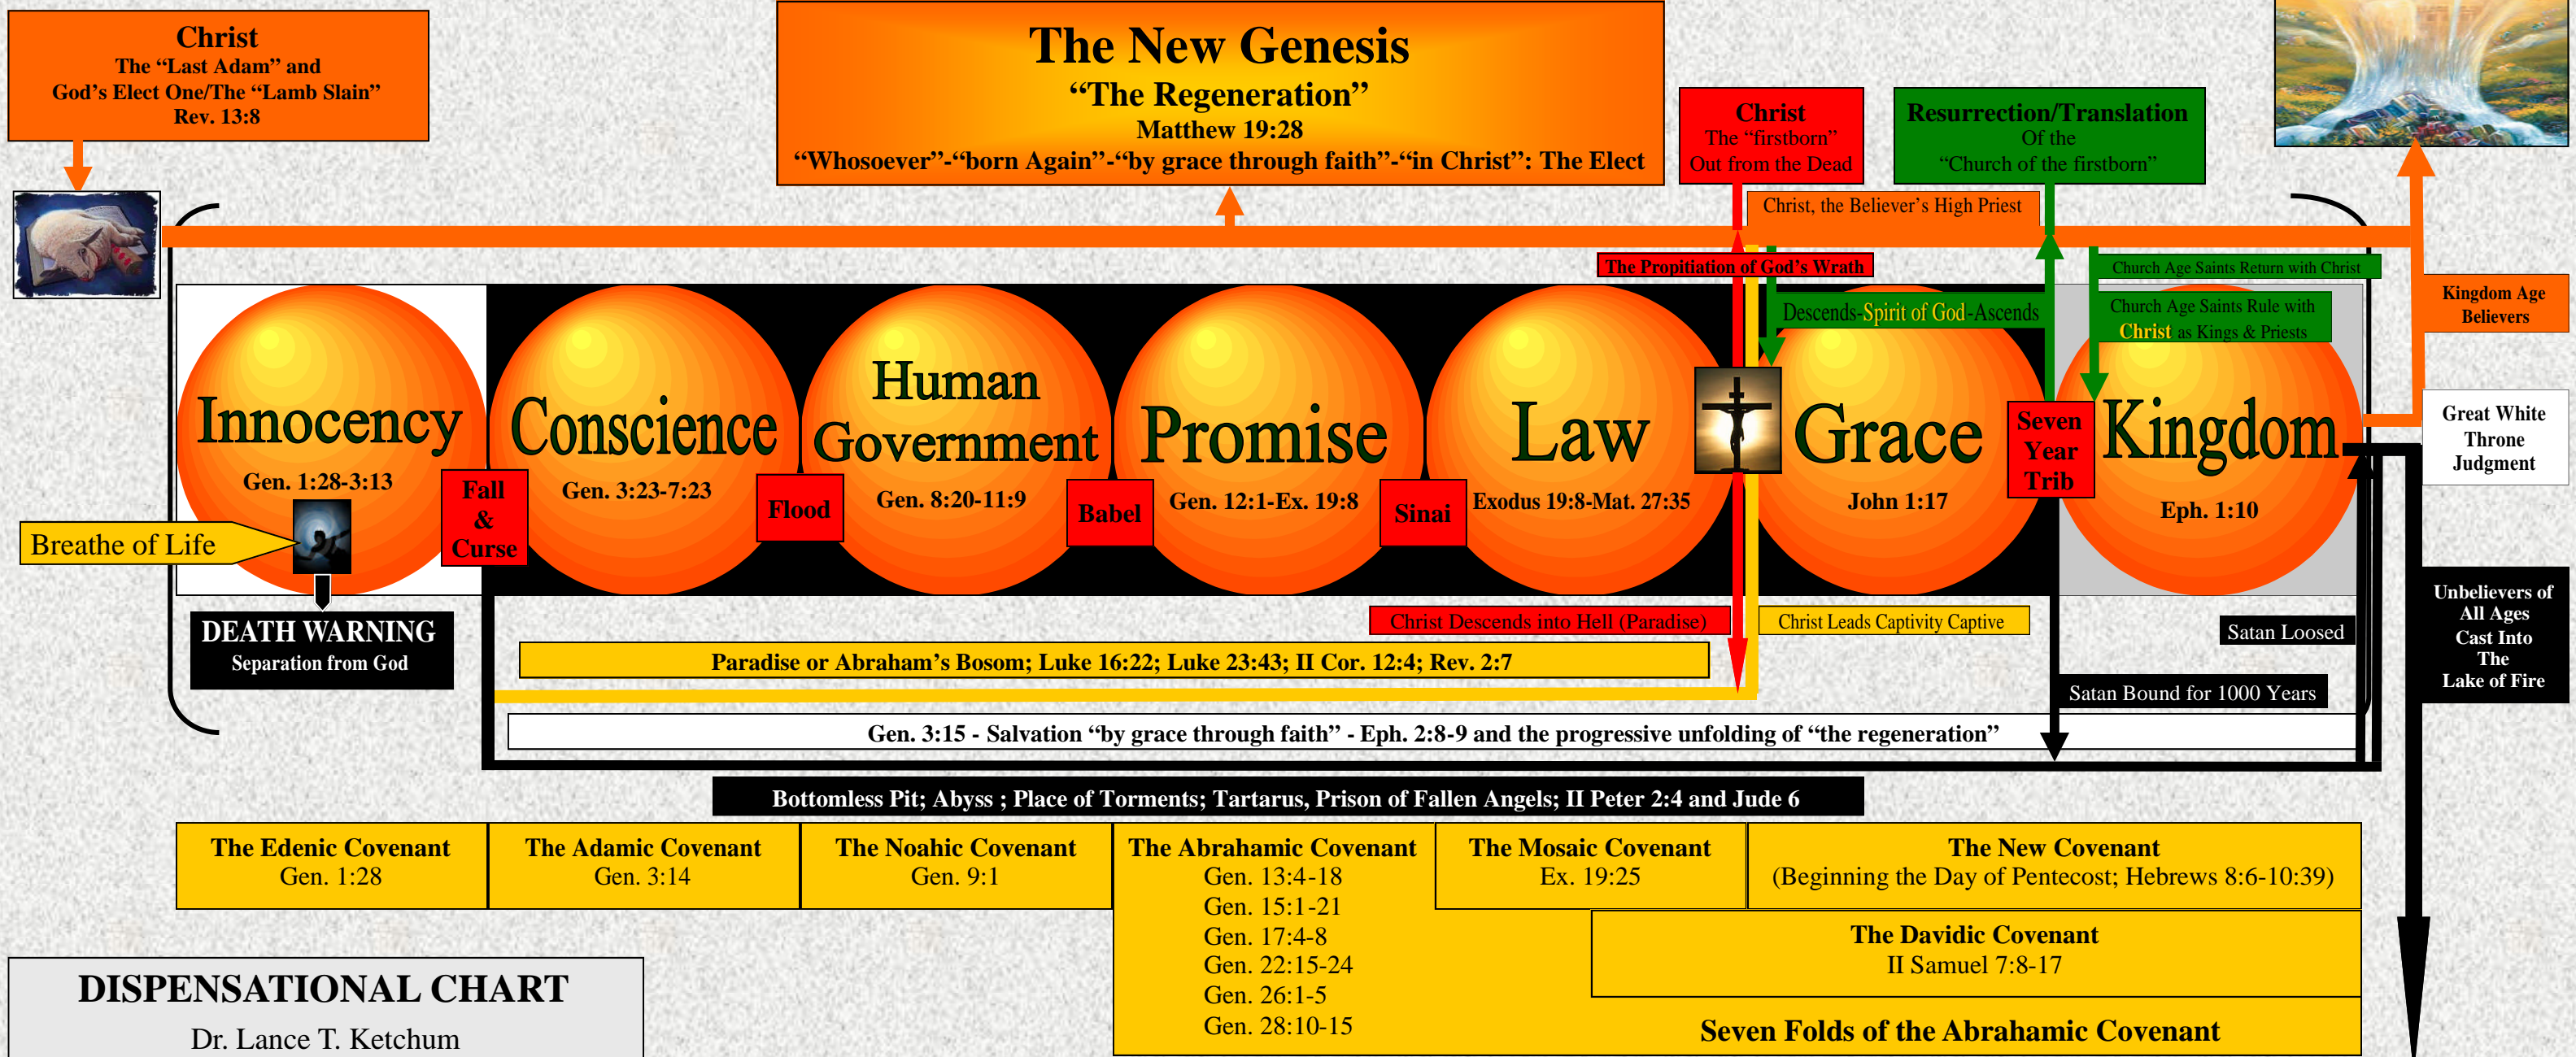 Christ
The “Last Adam” and
God’s Elect One/The “Lamb Slain”
Rev. 13:8
The New Genesis
“The Regeneration”
Matthew 19:28
“Whosoever”-“born Again”-“by grace through faith”-“in Christ”: The Elect
Christ
The “firstborn”
Out from the Dead
Resurrection/Translation
Of the
“Church of the firstborn”
Christ, the Believer’s High Priest
The Propitiation of God’s Wrath
Church Age Saints Return with Christ
Descends-Spirit of God-Ascends
Church Age Saints Rule with
Christ as Kings & Priests
Kingdom Age
Believers
Innocency
Gen. 1:28-3:13
Conscience
Gen. 3:23-7:23
Human
Government
Gen. 8:20-11:9
Promise
Gen. 12:1-Ex. 19:8
Law
Exodus 19:8-Mat. 27:35
Grace
John 1:17
Kingdom
Eph. 1:10
Fall
&
Curse
Flood
Babel
Sinai
Seven
Year
Trib
Great White
Throne
Judgment
Breathe of Life
DEATH WARNING
Separation from God
Christ Descends into Hell (Paradise)
Christ Leads Captivity Captive
Satan Loosed
Unbelievers of
All Ages
Cast Into
The
Lake of Fire
Paradise or Abraham’s Bosom; Luke 16:22; Luke 23:43; II Cor. 12:4; Rev. 2:7
Satan Bound for 1000 Years
Gen. 3:15 - Salvation “by grace through faith” - Eph. 2:8-9 and the progressive unfolding of “the regeneration”
Bottomless Pit; Abyss ; Place of Torments; Tartarus, Prison of Fallen Angels; II Peter 2:4 and Jude 6
The Edenic Covenant
Gen. 1:28
The Adamic Covenant
Gen. 3:14
The Noahic Covenant
Gen. 9:1
The Abrahamic Covenant
Gen. 13:4-18
Gen. 15:1-21
Gen. 17:4-8
Gen. 22:15-24
Gen. 26:1-5
Gen. 28:10-15
The Mosaic Covenant
Ex. 19:25
The New Covenant
(Beginning the Day of Pentecost; Hebrews 8:6-10:39)
The Davidic Covenant
II Samuel 7:8-17
Seven Folds of the Abrahamic Covenant
DISPENSATIONAL CHART
Dr. Lance T. Ketchum